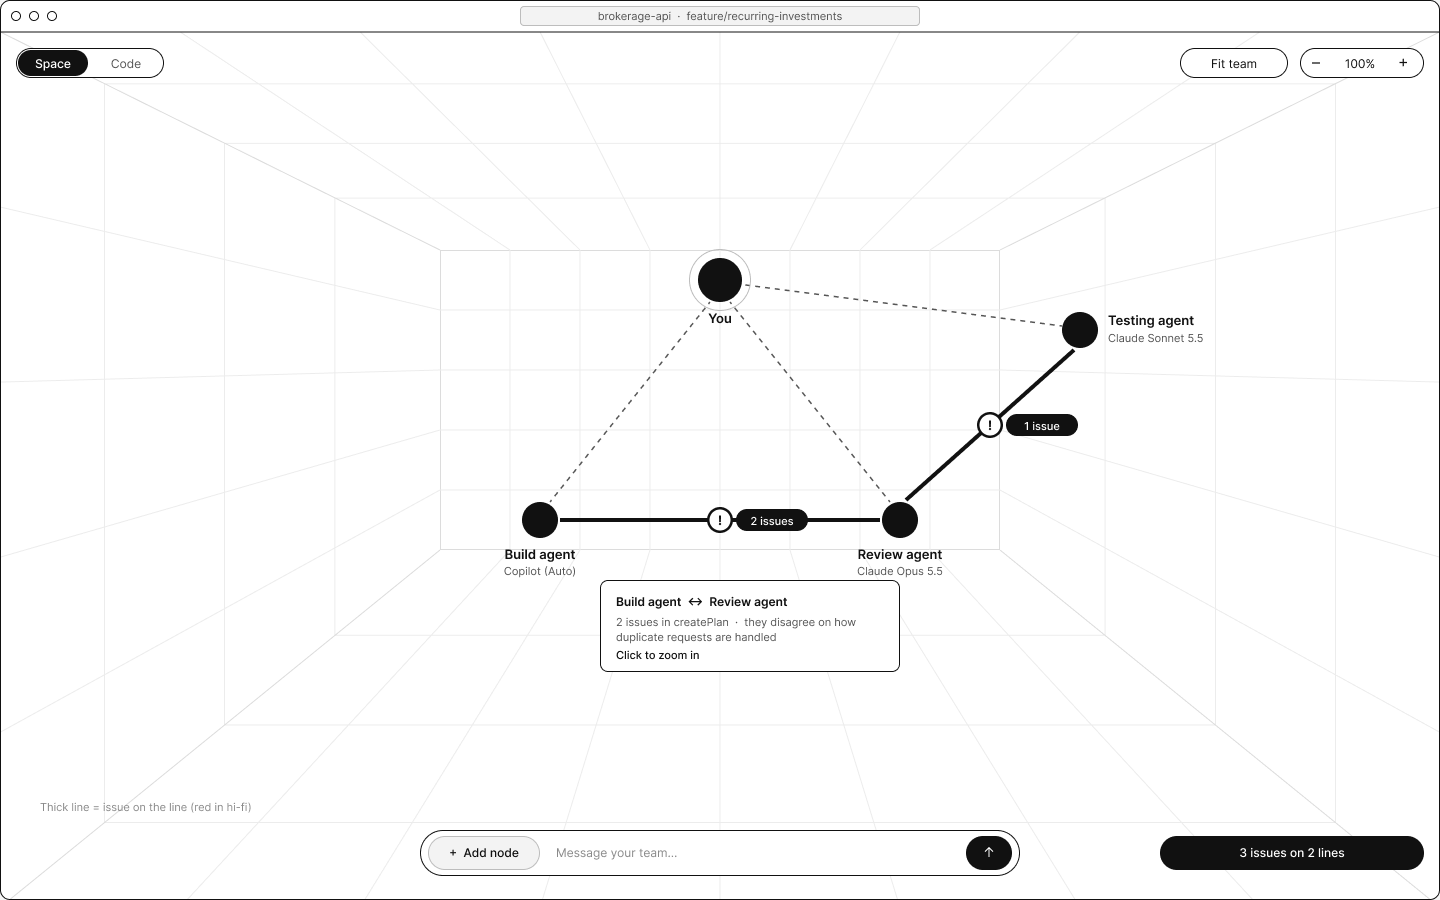 brokerage-api · feature/recurring-investments
Space
Code
Fit team
− 100% +
You
Testing agent
Claude Sonnet 5.5
!
1 issue
!
2 issues
Build agent
Copilot (Auto)
Review agent
Claude Opus 5.5
Build agent ↔ Review agent
2 issues in createPlan · they disagree on how
duplicate requests are handled
Click to zoom in
Thick line = issue on the line (red in hi-fi)
+ Add node
Message your team...
↑
3 issues on 2 lines